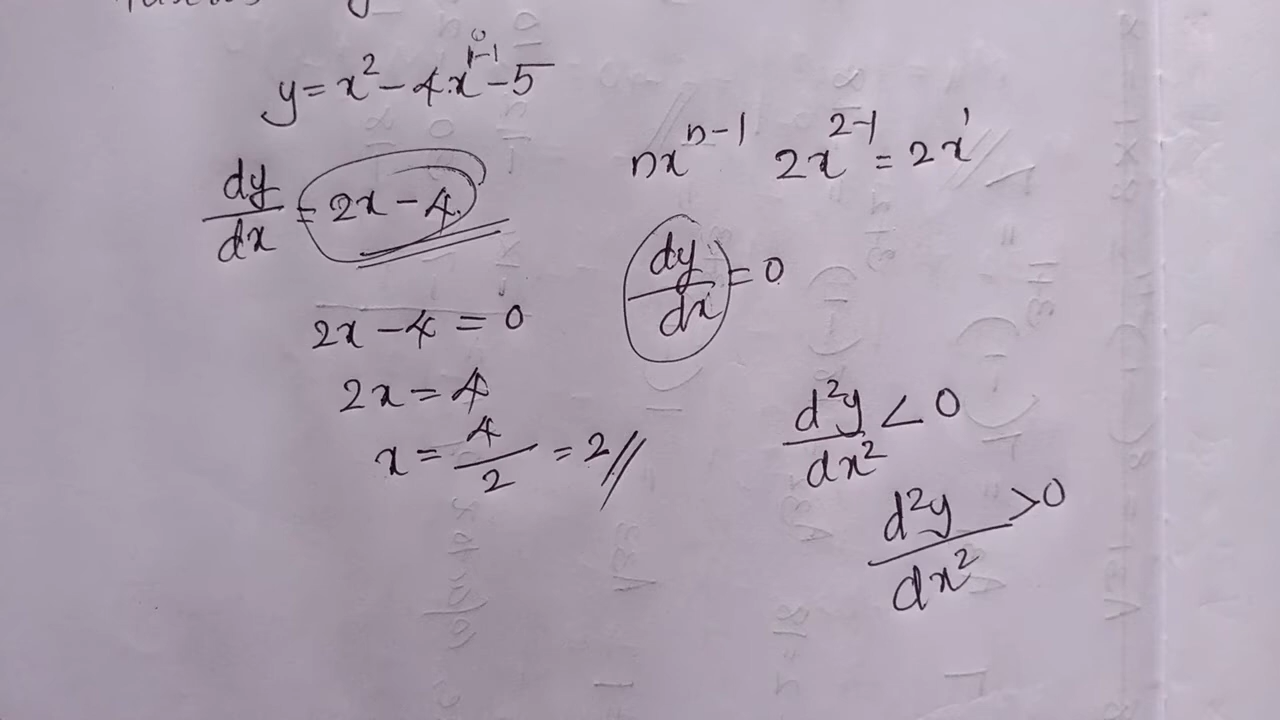 y = x² - 4x¹⁻¹ ⁰ - 5
dy/dx = 2x - 4
2x - 4 = 0
2x = 4
x = 4/2 = 2//
nxⁿ⁻¹ 2x²⁻¹ = 2x¹//
dy/dx = 0
d²y/dx² < 0
d²y/dx² > 0